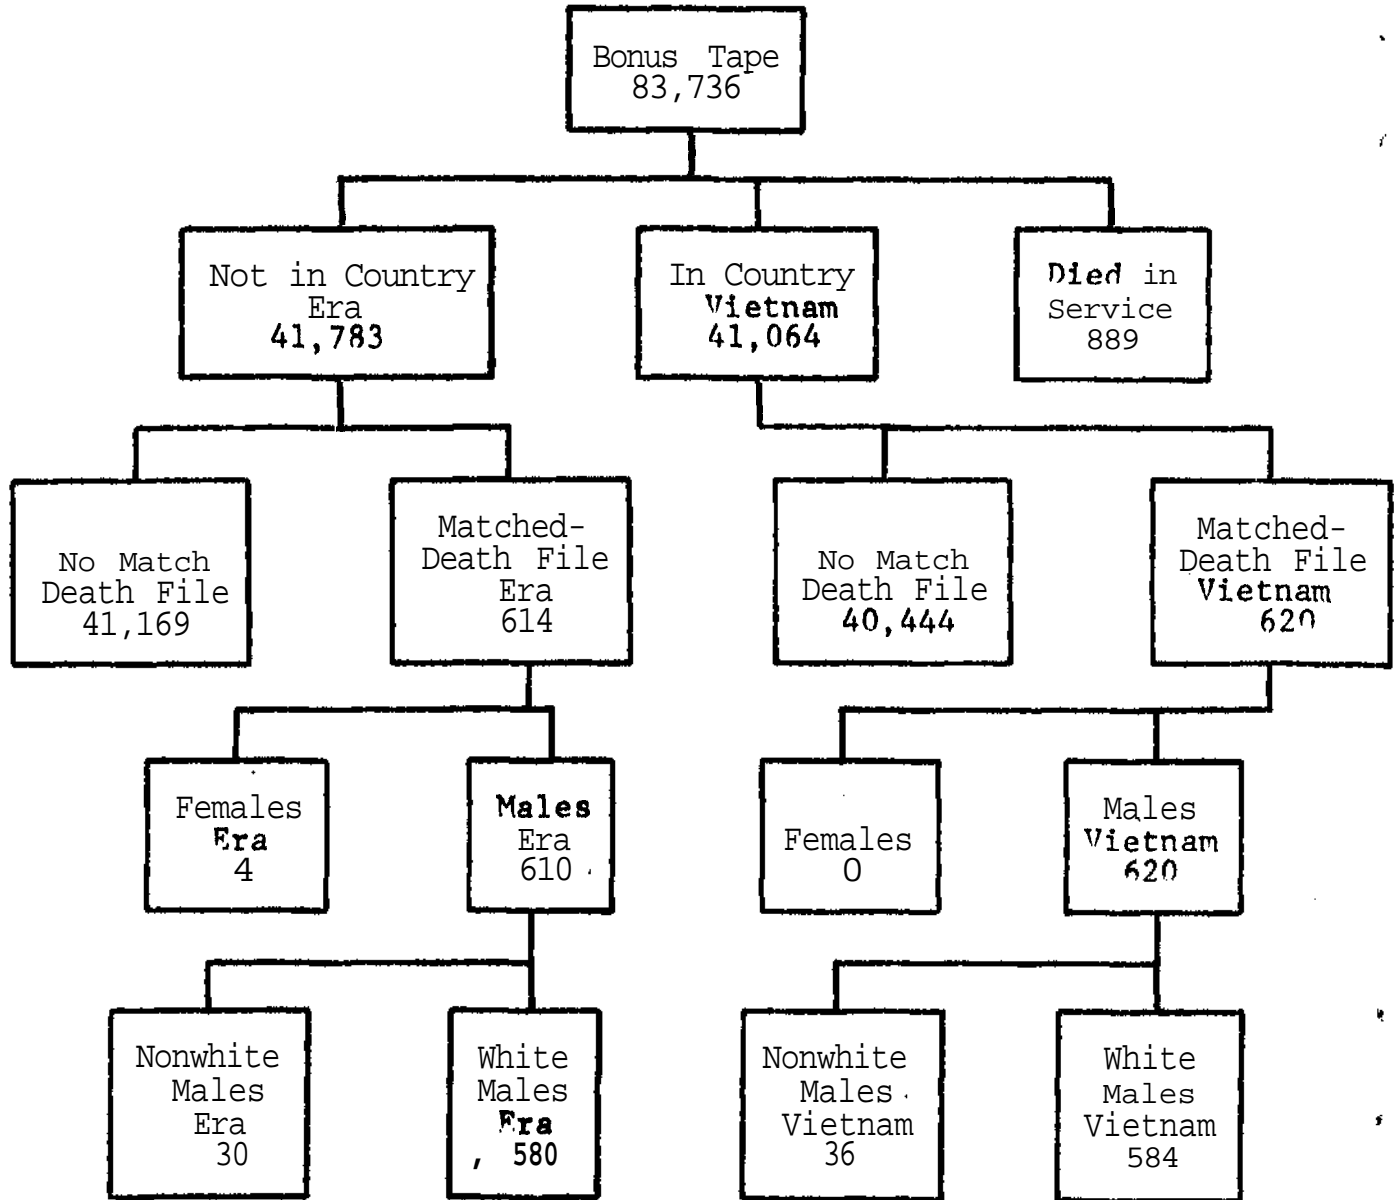 Bonus Tape
83,736
Not in Country
Era
41,783
In Country
Vietnam
41,064
Died in
Service
889
No Match
Death File
41,169
Matched-
Death File
Era
614
No Match
Death File
40,444
Matched-
Death File
Vietnam
620
Females
Era
4
Males
Era
610
Females
0
Males
Vietnam
620
Nonwhite
Males
Era
30
White
Males
Era
, 580
Nonwhite
Males
Vietnam
36
White
Males
Vietnam
584